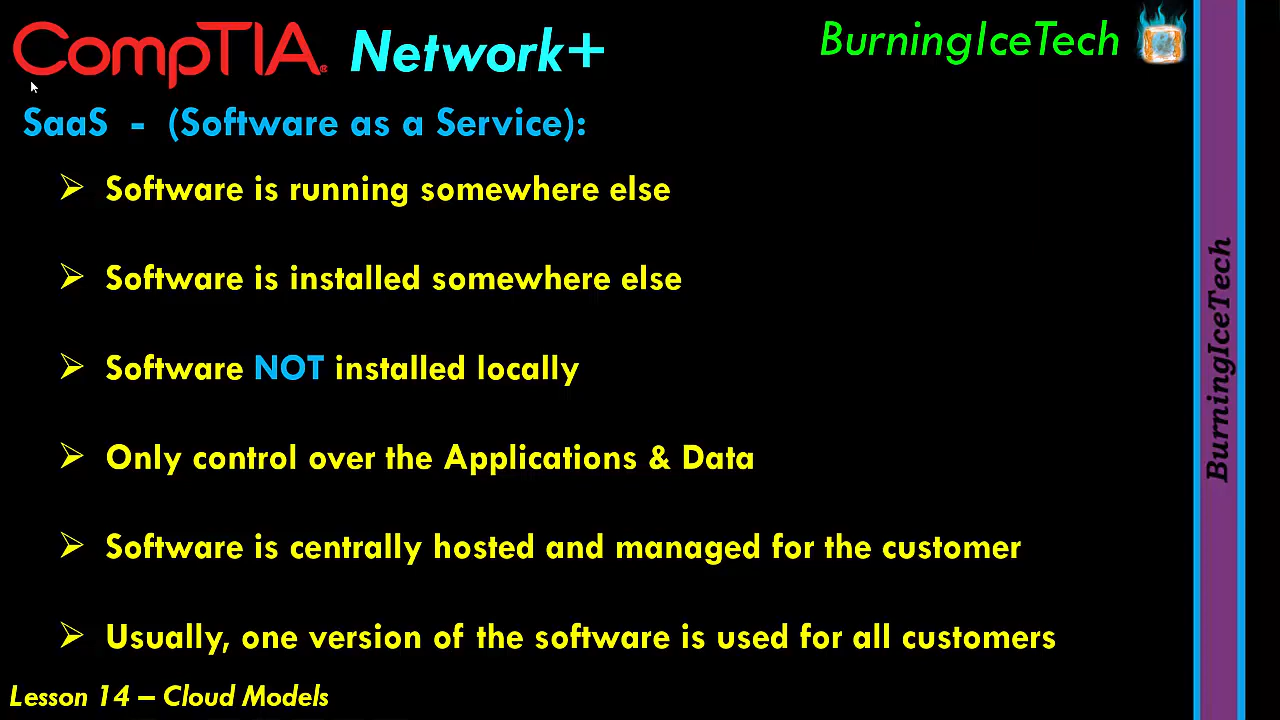 CompTIA® Network+
BurningIceTech
SaaS - (Software as a Service):
➢ Software is running somewhere else
➢ Software is installed somewhere else
➢ Software NOT installed locally
➢ Only control over the Applications & Data
➢ Software is centrally hosted and managed for the customer
➢ Usually, one version of the software is used for all customers
Lesson 14 – Cloud Models
BurningIceTech